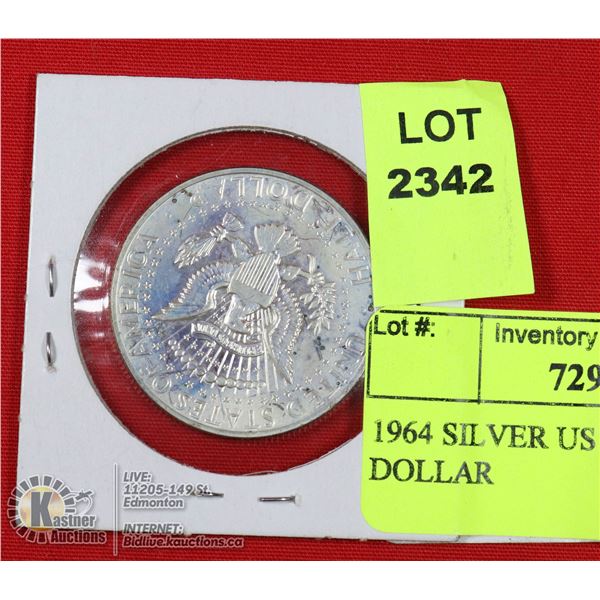 LOT
2342
Lot #:
Inventory
729
1964 SILVER US
DOLLAR
UNITED STATES OF AMERICA
HALF DOLLAR
Kastner
Auctions
LIVE:
11205-149 St.
Edmonton
INTERNET:
Bidlive.kauctions.ca